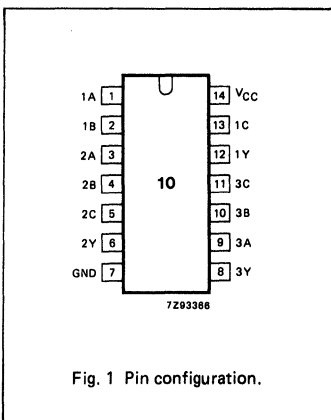 1A 1 14 VCC
1B 2 13 1C
2A 3 12 1Y
2B 4 10 11 3C
2C 5 10 3B
2Y 6 9 3A
GND 7 8 3Y
7Z93366
Fig. 1 Pin configuration.